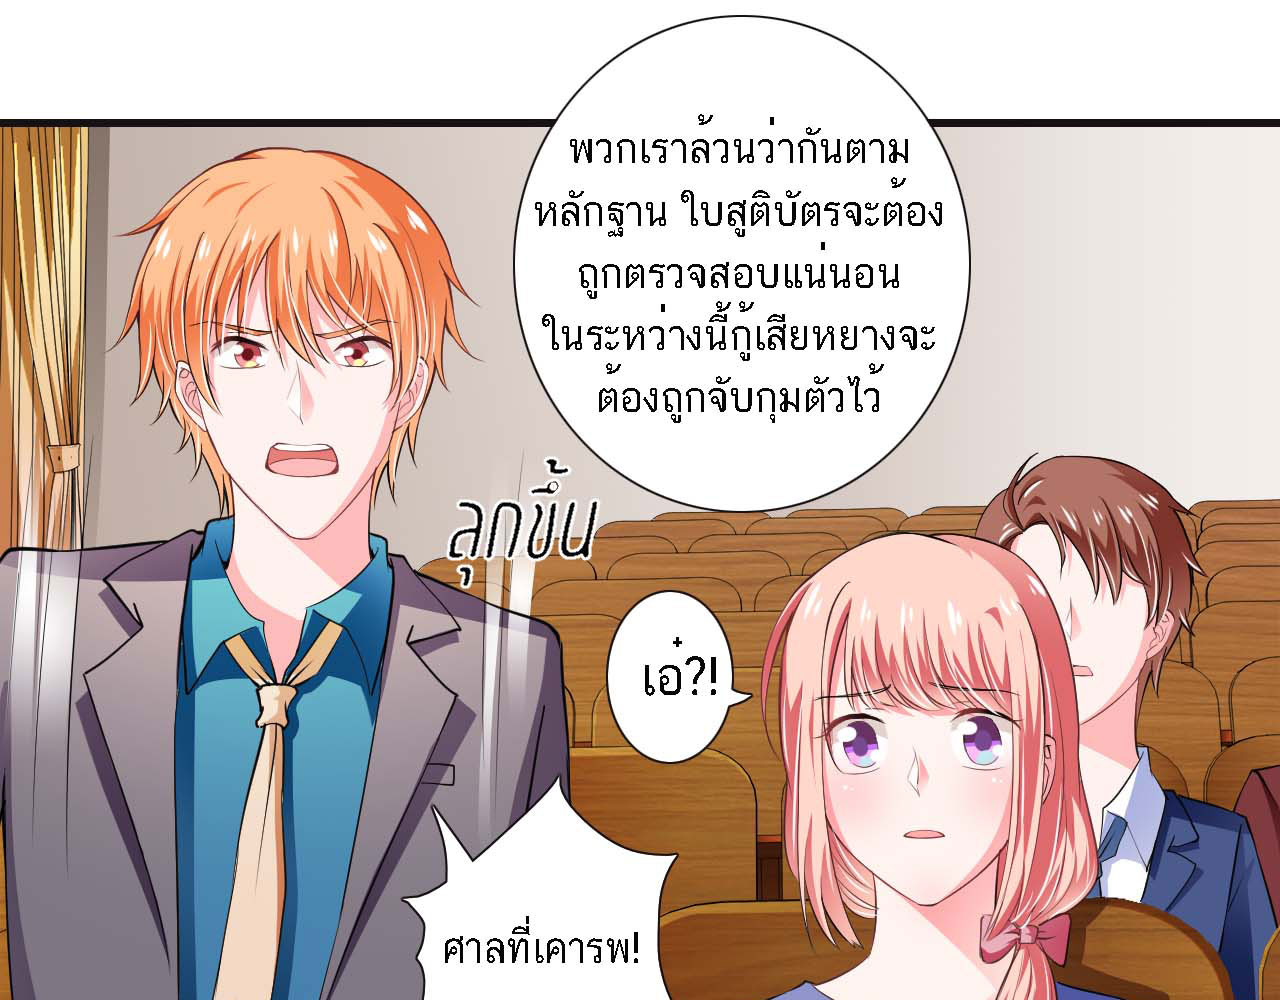 พวกเราล้วนว่ากันตาม
หลักฐาน ใบสูติบัตรจะต้อง
ถูกตรวจสอบแน่นอน
ในระหว่างนี้กู้เสียหยางจะ
ต้องถูกจับกุมตัวไว้
ลุกขึ้น
เอ๋?!
ศาลที่เคารพ!